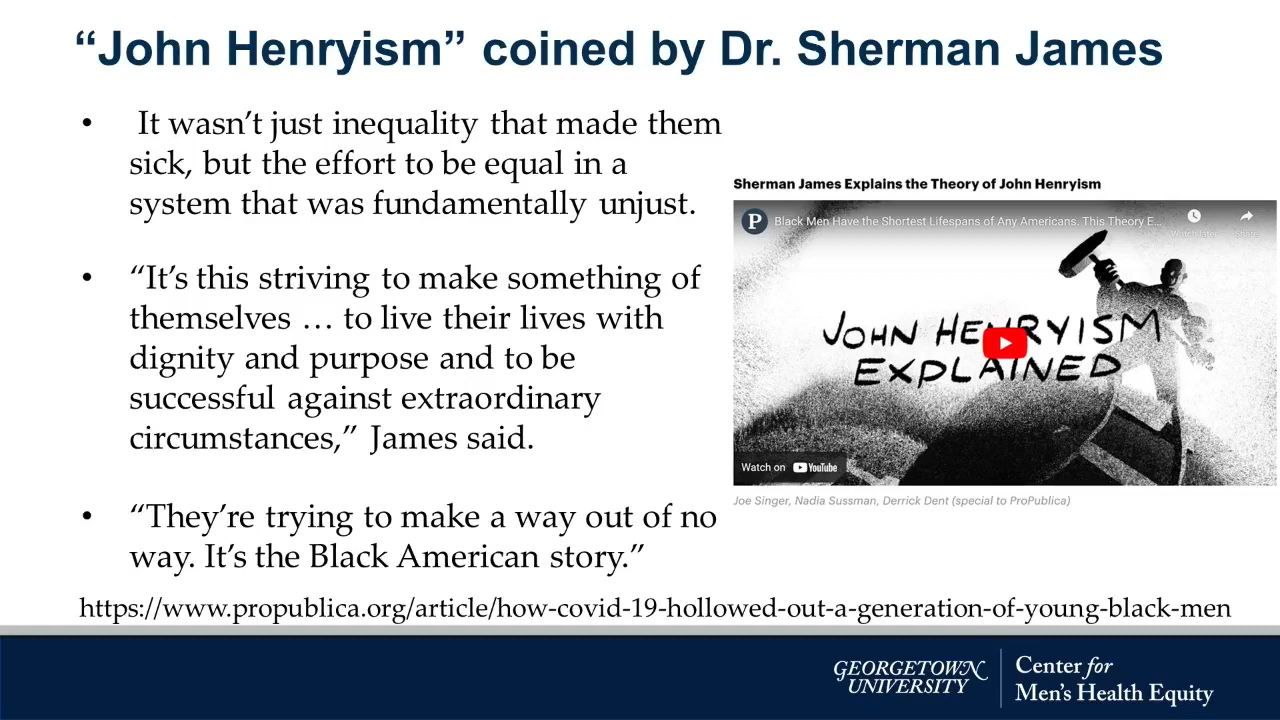 “John Henryism” coined by Dr. Sherman James
• It wasn’t just inequality that made them
sick, but the effort to be equal in a
system that was fundamentally unjust.
• “It’s this striving to make something of
themselves … to live their lives with
dignity and purpose and to be
successful against extraordinary
circumstances,” James said.
• “They’re trying to make a way out of no
way. It’s the Black American story.”
https://www.propublica.org/article/how-covid-19-hollowed-out-a-generation-of-young-black-men
Sherman James Explains the Theory of John Henryism
P
Black Men Have the Shortest Lifespans of Any Americans. This Theory E...
Watch later
Share
JOHN HENRYISM
EXPLAINED
Watch on YouTube
Joe Singer, Nadia Sussman, Derrick Dent (special to ProPublica)
GEORGETOWN
UNIVERSITY
Center for
Men’s Health Equity